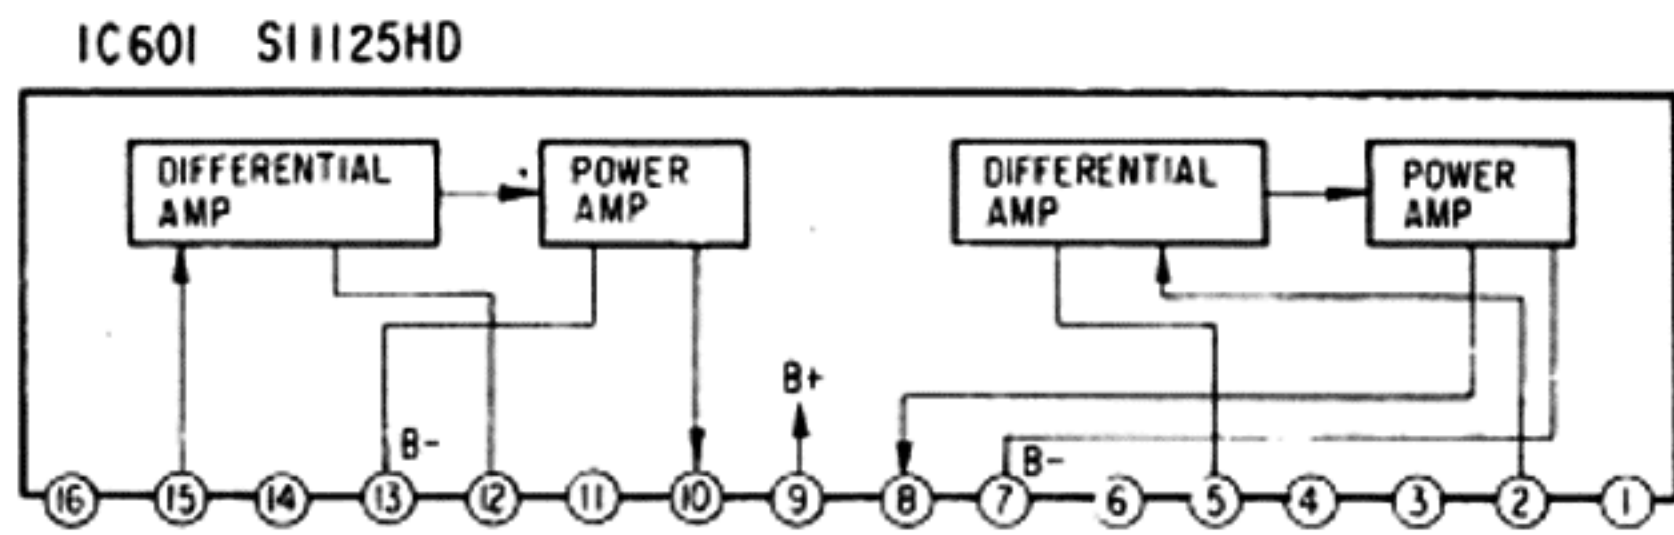 IC601 SI1125HD
DIFFERENTIAL
AMP
POWER
AMP
DIFFERENTIAL
AMP
POWER
AMP
B+
B-
B-
16 15 14 13 12 11 10 9 8 7 6 5 4 3 2 1